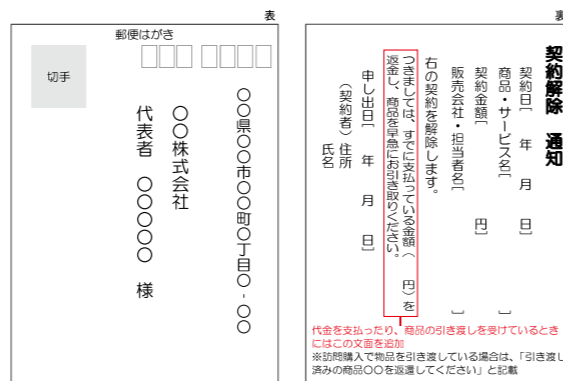 表
郵便はがき
切手
〇〇県〇〇市〇〇町〇丁目〇-〇〇
〇〇株式会社
代表者 〇〇〇〇〇 様
裏
契約解除 通知
契約日[ 年 月 日]
商品・サービス名[ ]
契約金額[ 円]
販売会社・担当者名[ ]
右の契約を解除します。
つきましては、すでに支払っている金額( 円)を
返金し、商品を早急にお引き取りください。
申し出日[ 年 月 日]
(契約者)住所
氏名
代金を支払ったり、商品の引き渡しを受けているとき
にはこの文面を追加
※訪問購入で物品を引き渡している場合は、「引き渡し
済みの商品〇〇を返還してください」と記載